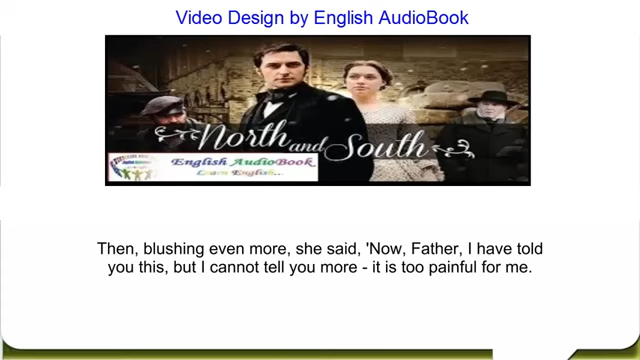 Video Design by English AudioBook
North and South
English AudioBook
Learn English...
Then, blushing even more, she said, 'Now, Father, I have told
you this, but I cannot tell you more - it is too painful for me.